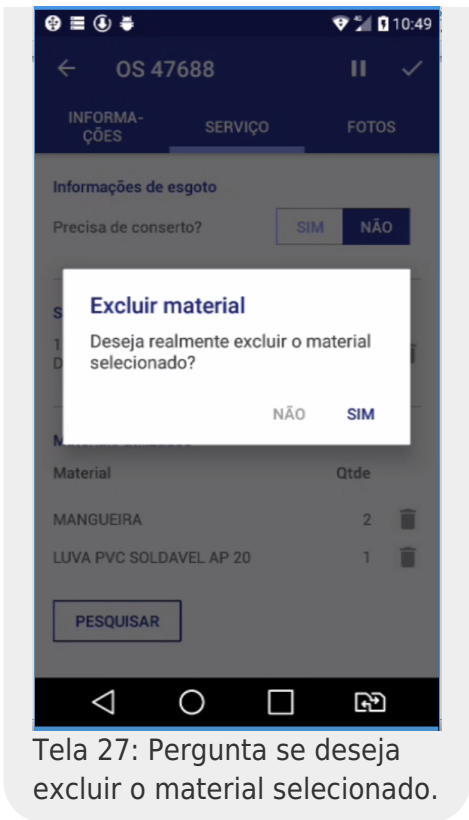 10:49
OS 47688
INFORMA-
ÇÕES
SERVIÇO
FOTOS
Informações de esgoto
Precisa de conserto?
SIM
NÃO
S
1
D
Excluir material
Deseja realmente excluir o material
selecionado?
NÃO
SIM
Material
Qtde
MANGUEIRA
2
LUVA PVC SOLDAVEL AP 20
1
PESQUISAR
Tela 27: Pergunta se deseja
excluir o material selecionado.